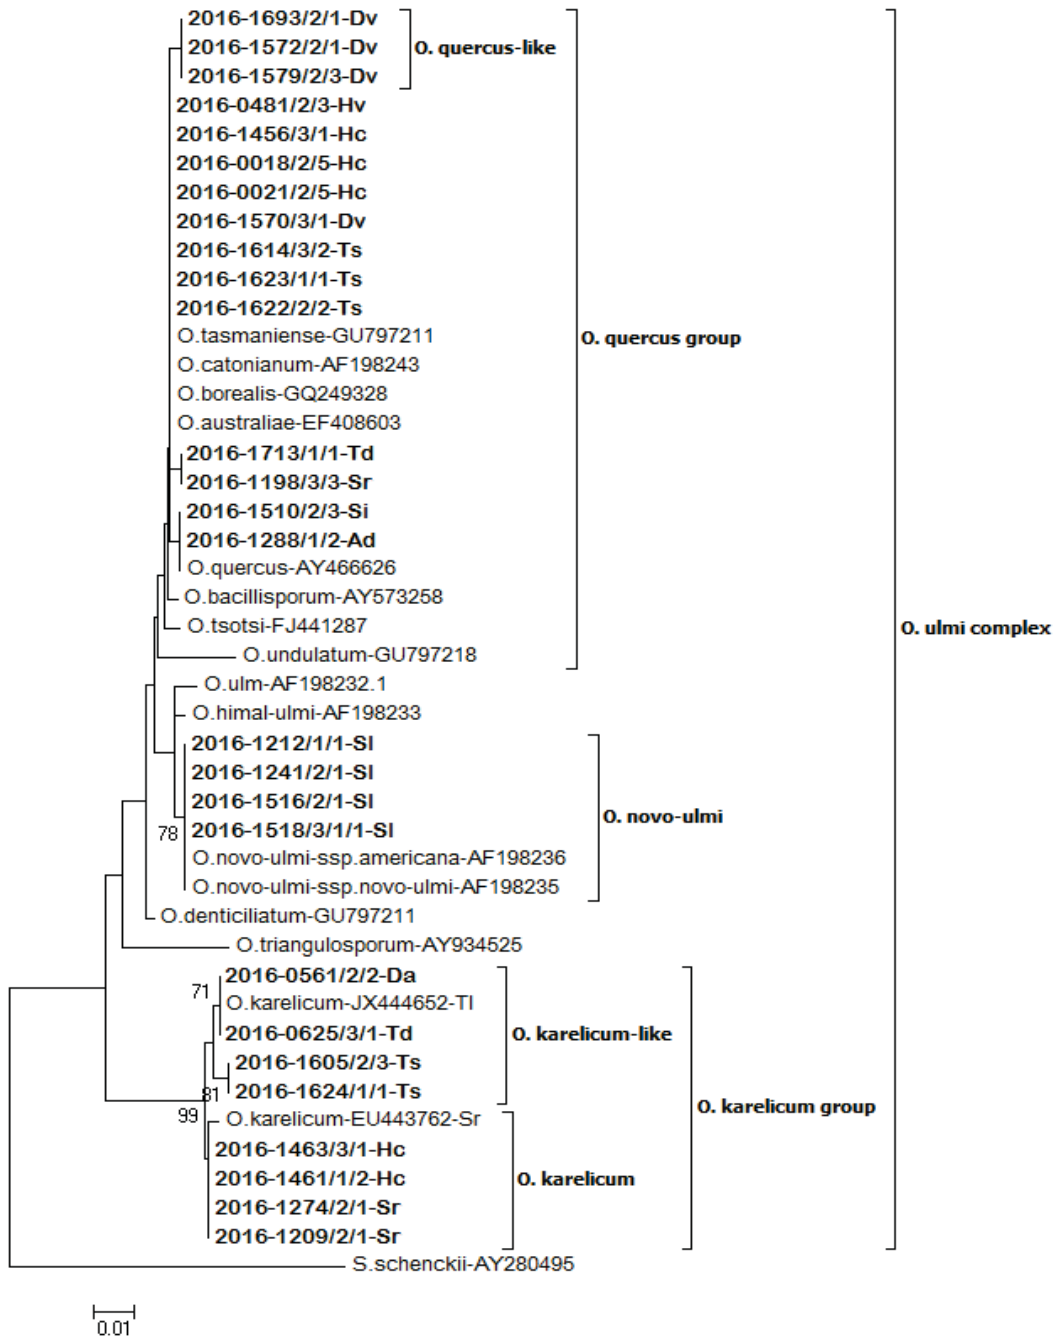 2016-1693/2/1-Dv
2016-1572/2/1-Dv
O. quercus-like
2016-1579/2/3-Dv
2016-0481/2/3-Hv
2016-1456/3/1-Hc
2016-0018/2/5-Hc
2016-0021/2/5-Hc
2016-1570/3/1-Dv
2016-1614/3/2-Ts
2016-1623/1/1-Ts
2016-1622/2/2-Ts
O.tasmaniense-GU797211
O. quercus group
O.catonianum-AF198243
O.borealis-GQ249328
O.australiae-EF408603
2016-1713/1/1-Td
2016-1198/3/3-Sr
2016-1510/2/3-Si
2016-1288/1/2-Ad
O.quercus-AY466626
O.bacillisporum-AY573258
O.tsotsi-FJ441287
O. ulmi complex
O.undulatum-GU797218
O.ulm-AF198232.1
O.himal-ulmi-AF198233
2016-1212/1/1-Sl
2016-1241/2/1-Sl
2016-1516/2/1-Sl
O. novo-ulmi
78
2016-1518/3/1/1-Sl
O.novo-ulmi-ssp.americana-AF198236
O.novo-ulmi-ssp.novo-ulmi-AF198235
O.denticiliatum-GU797211
O.triangulosporum-AY934525
2016-0561/2/2-Da
71
O.karelicum-JX444652-Tl
2016-0625/3/1-Td
O. karelicum-like
2016-1605/2/3-Ts
81
2016-1624/1/1-Ts
O. karelicum group
99
O.karelicum-EU443762-Sr
2016-1463/3/1-Hc
2016-1461/1/2-Hc
O. karelicum
2016-1274/2/1-Sr
2016-1209/2/1-Sr
S.schenckii-AY280495
0.01